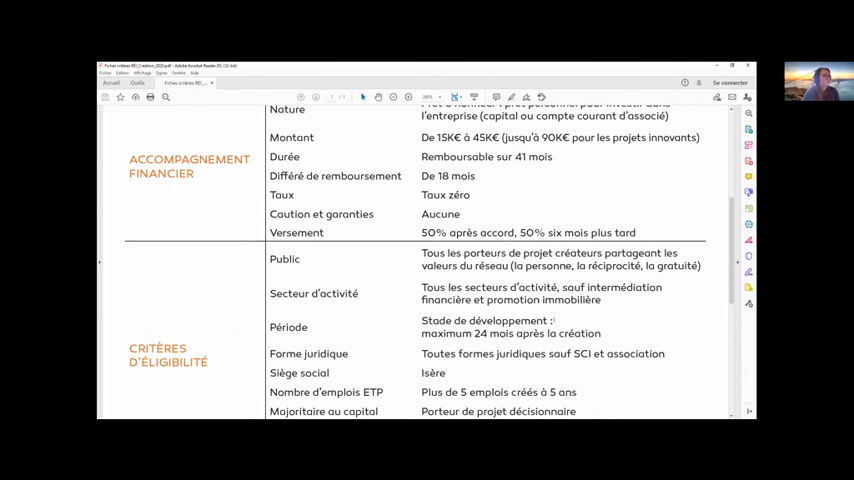 Fiches critères REI_Création_2020.pdf - Adobe Acrobat Reader DC (32-bit)
Fichier Edition Affichage Signer Fenêtre Aide
Accueil Outils Fiches critères REI_... × Se connecter
1 / 1 200%
Nature
l'entreprise (capital ou compte courant d'associé)
Montant De 15K€ à 45K€ (jusqu'à 90K€ pour les projets innovants)
ACCOMPAGNEMENT
FINANCIER
Durée Remboursable sur 41 mois
Différé de remboursement De 18 mois
Taux Taux zéro
Caution et garanties Aucune
Versement 50% après accord, 50% six mois plus tard
Public Tous les porteurs de projet créateurs partageant les
valeurs du réseau (la personne, la réciprocité, la gratuité)
Secteur d'activité Tous les secteurs d'activité, sauf intermédiation
financière et promotion immobilière
Période Stade de développement :
maximum 24 mois après la création
CRITÈRES
D'ÉLIGIBILITÉ
Forme juridique Toutes formes juridiques sauf SCI et association
Siège social Isère
Nombre d'emplois ETP Plus de 5 emplois créés à 5 ans
Majoritaire au capital Porteur de projet décisionnaire